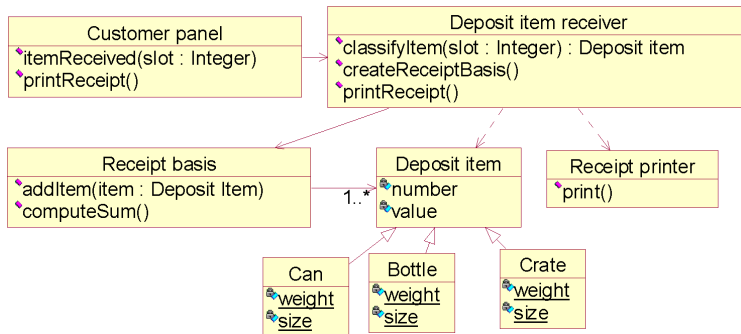 Customer panel
itemReceived(slot : Integer)
printReceipt()
Deposit item receiver
classifyItem(slot : Integer) : Deposit item
createReceiptBasis()
printReceipt()
Receipt basis
addItem(item : Deposit Item)
computeSum()
1..*
Deposit item
number
value
Receipt printer
print()
Can
weight
size
Bottle
weight
size
Crate
weight
size